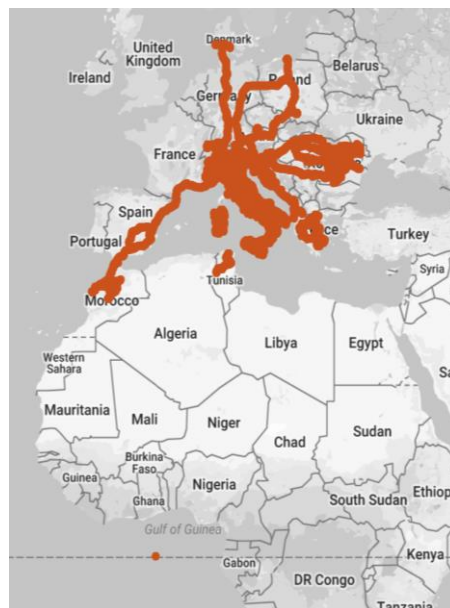 Denmark
United
Kingdom
Ireland
Belarus
Ukraine
France
Spain
Portugal
Turkey
Syria
Tunisia
Morocco
Algeria
Libya
Egypt
Western
Sahara
Mauritania
Mali
Niger
Chad
Sudan
Burkina
Faso
Guinea
Ghana
Nigeria
South Sudan
Ethiop
Gulf of Guinea
Gabon
Kenya
DR Congo
Tanzania